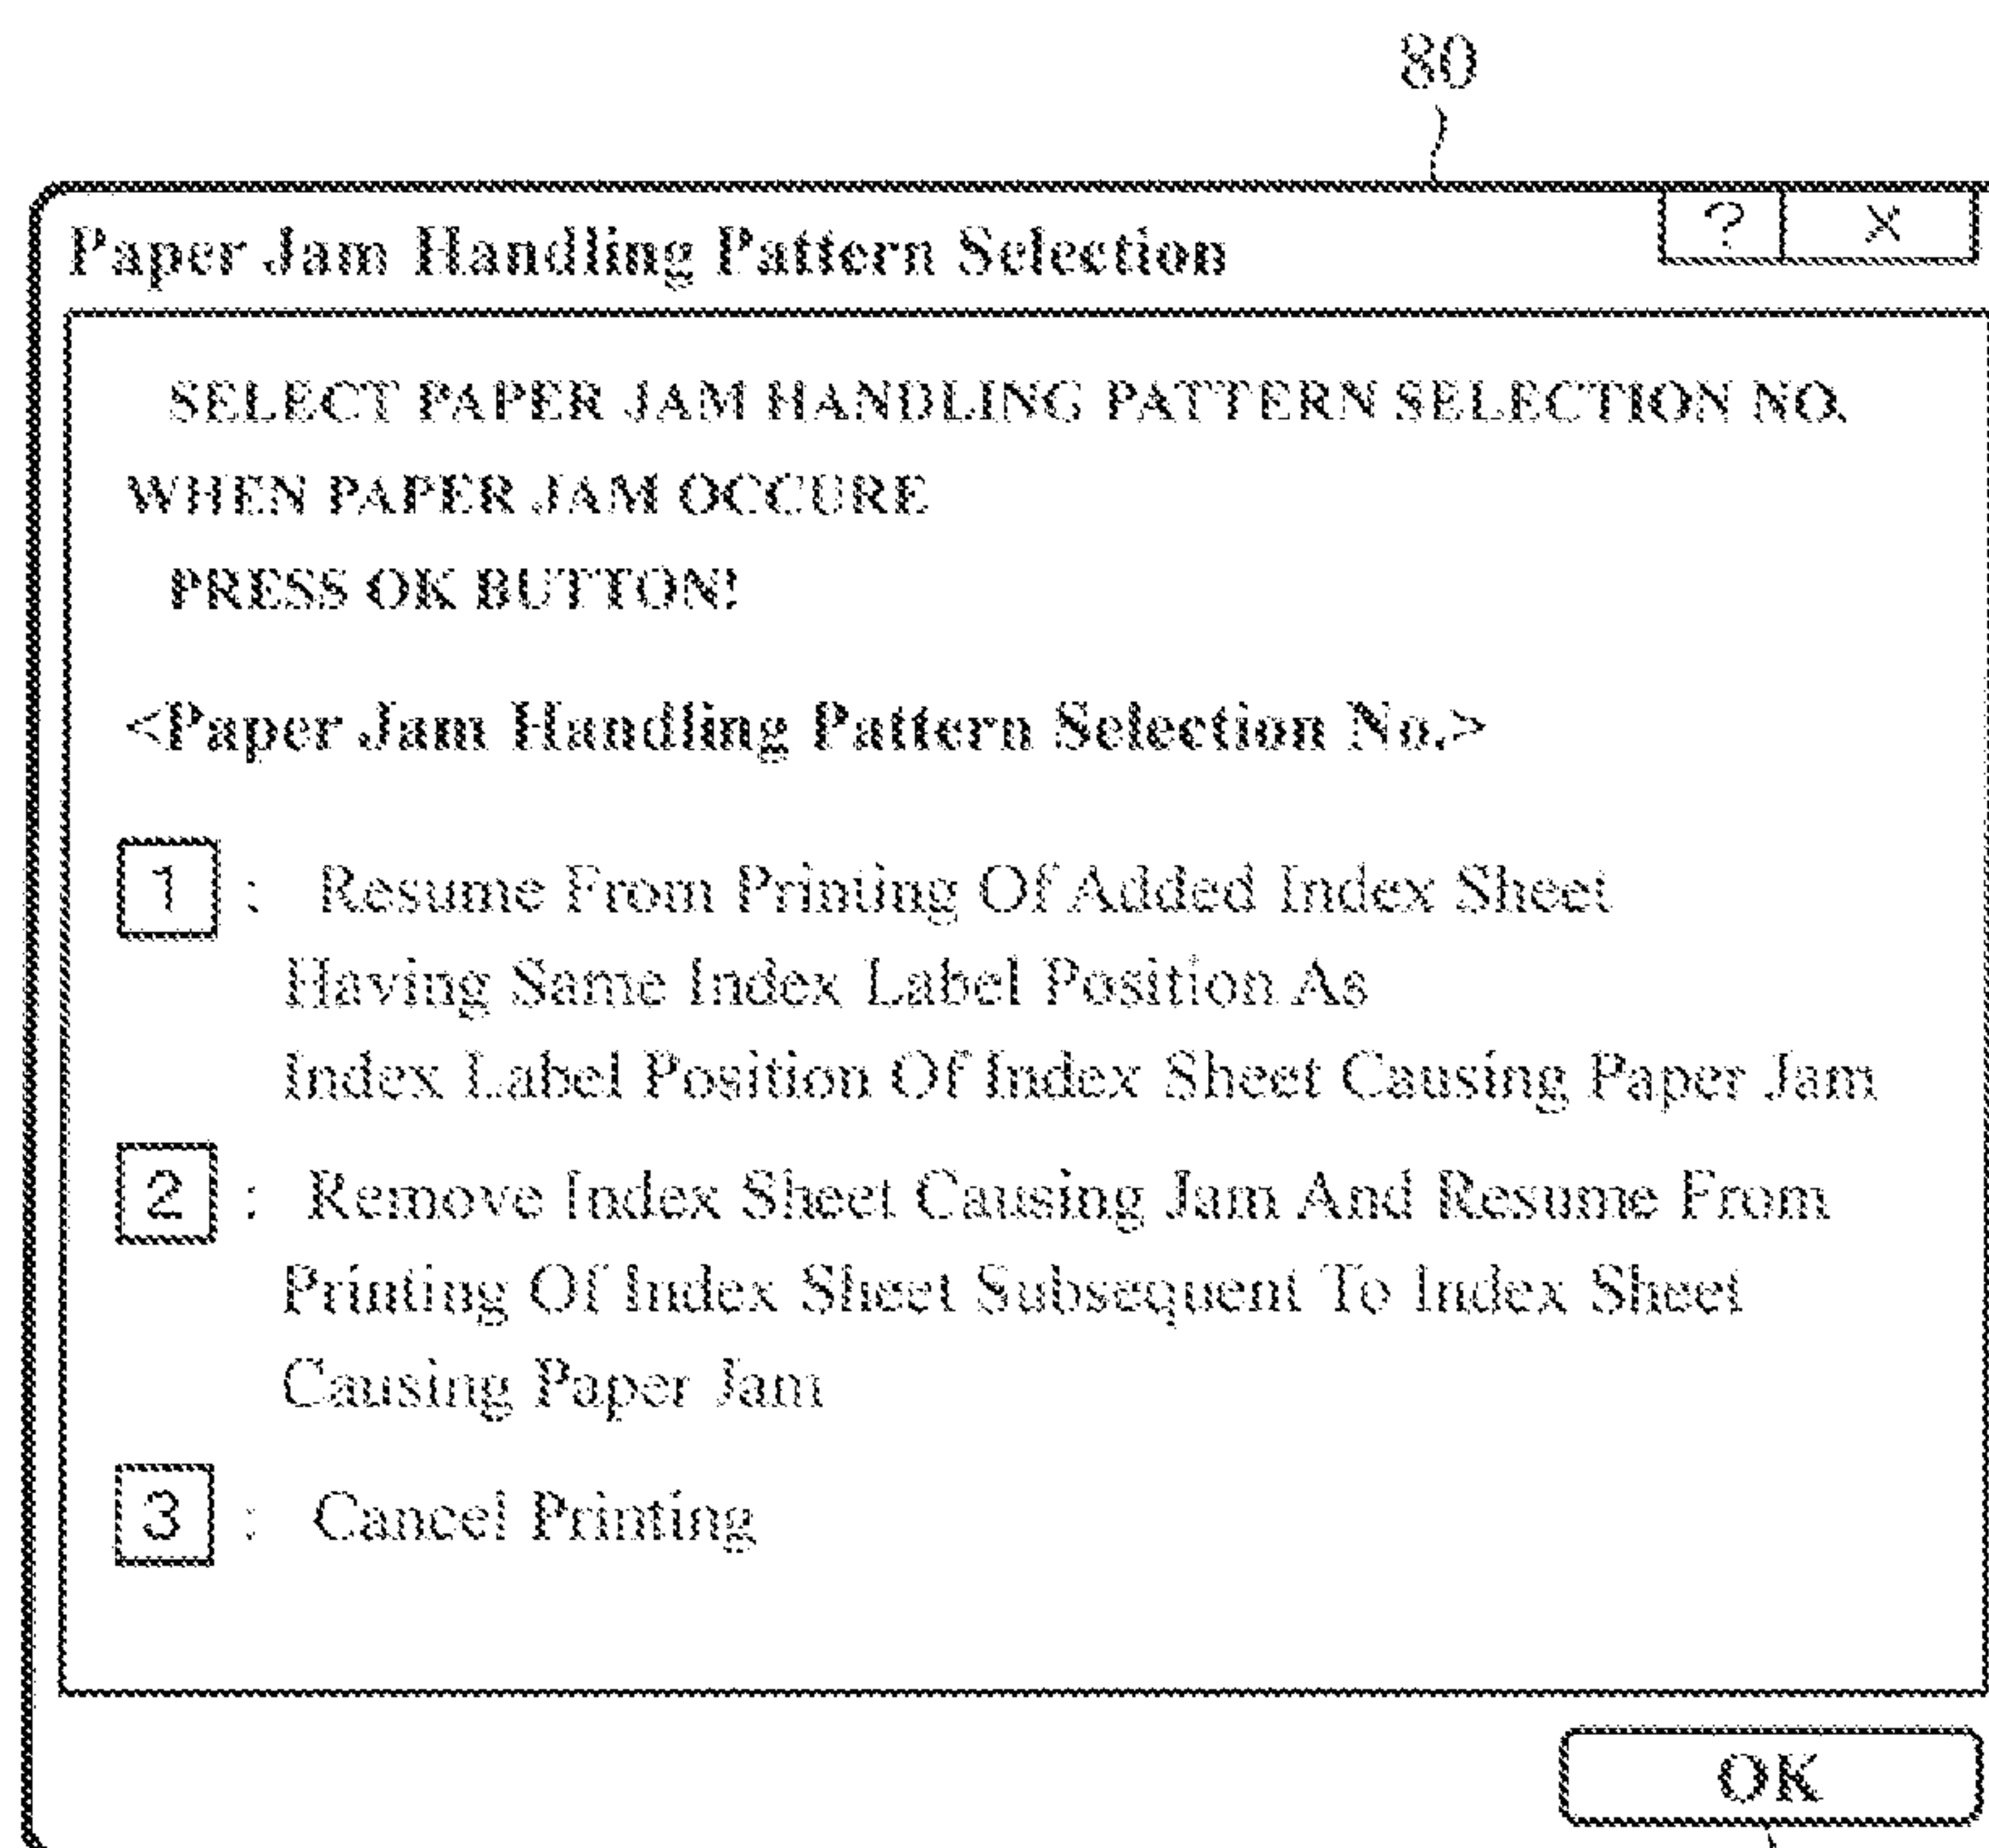 80
Paper Jam Handling Pattern Selection ? X
SELECT PAPER JAM HANDLING PATTERN SELECTION NO.
WHEN PAPER JAM OCCURE
PRESS OK BUTTON!
<Paper Jam Handling Pattern Selection No.>
1 : Resume From Printing Of Added Index Sheet
Having Same Index Label Position As
Index Label Position Of Index Sheet Causing Paper Jam
2 : Remove Index Sheet Causing Jam And Resume From
Printing Of Index Sheet Subsequent To Index Sheet
Causing Paper Jam
3 : Cancel Printing
OK